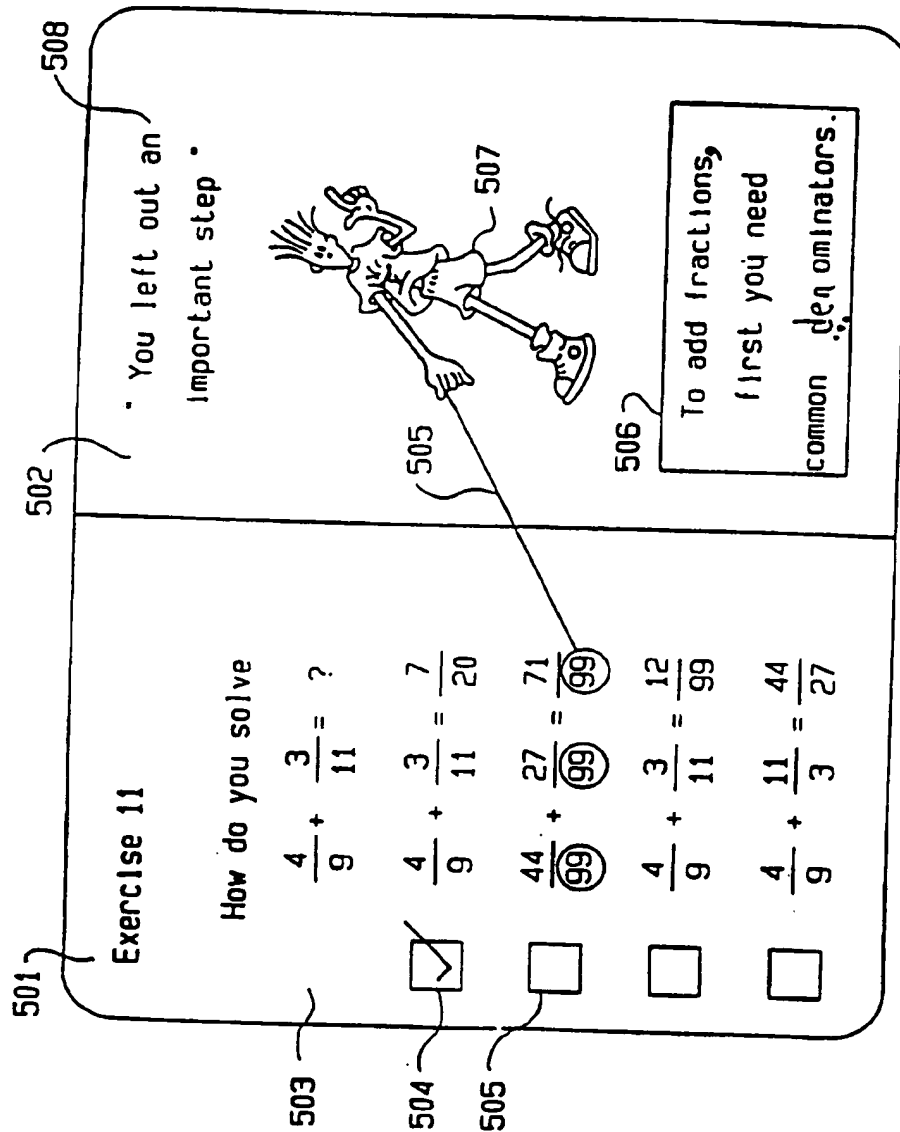 501
502
508
Exercise 11
" You left out an
important step "
503
How do you solve
4/9 + 3/11 = ?
504
4/9 + 3/11 = 7/20
505
44/99 + 27/99 = 71/99
4/9 + 3/11 = 12/99
4/9 + 11/3 = 44/27
505
507
506
To add fractions,
first you need
common denominators.